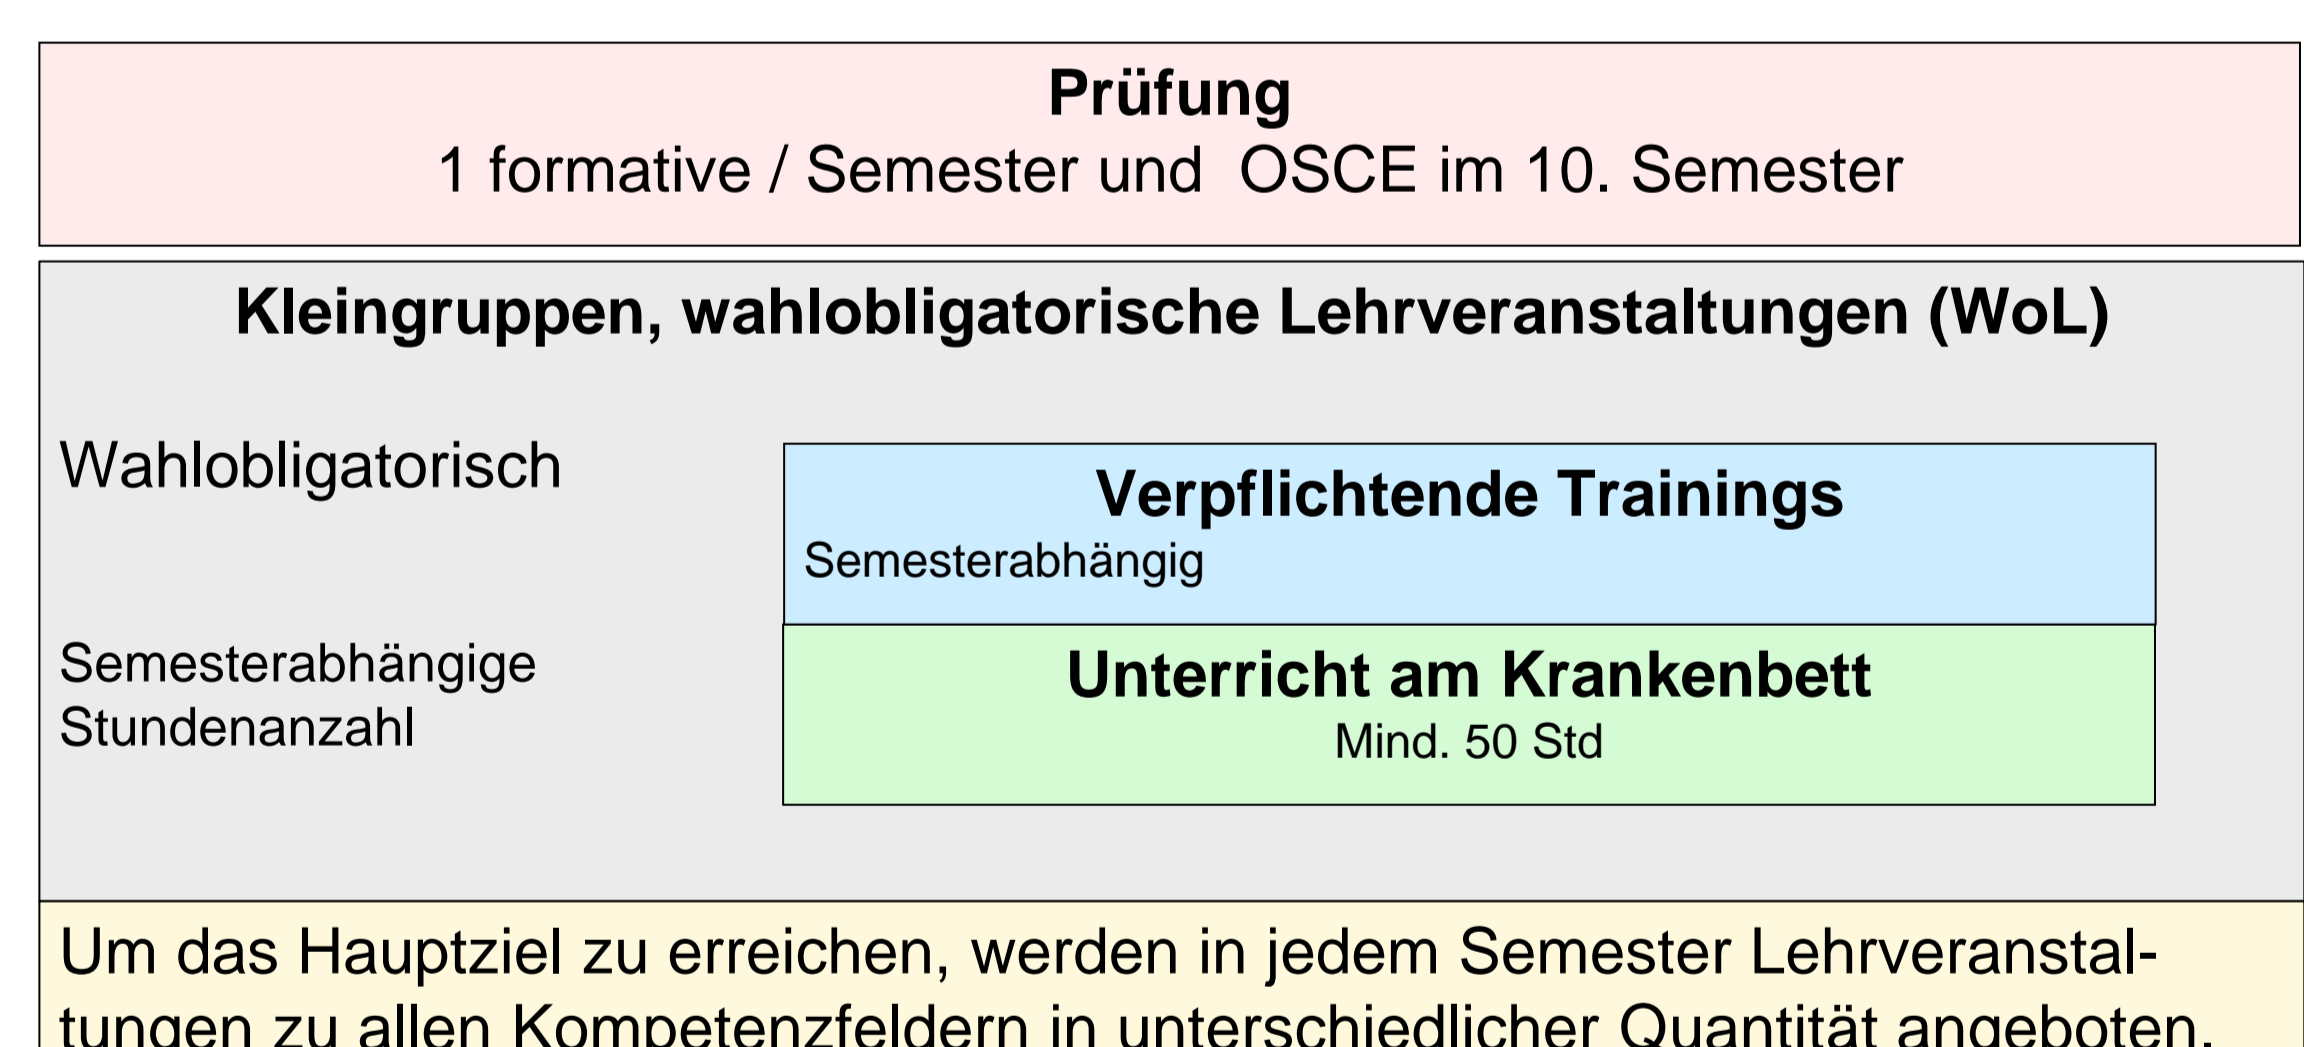 Prüfung
1 formative / Semester und OSCE im 10. Semester
Kleingruppen, wahlobligatorische Lehrveranstaltungen (WoL)
Wahlobligatorisch
Verpflichtende Trainings
Semesterabhängig
Semesterabhängige
Stundenanzahl
Unterricht am Krankenbett
Mind. 50 Std
Um das Hauptziel zu erreichen, werden in jedem Semester Lehrveranstal-
tungen zu allen Kompetenzfeldern in unterschiedlicher Quantität angeboten.